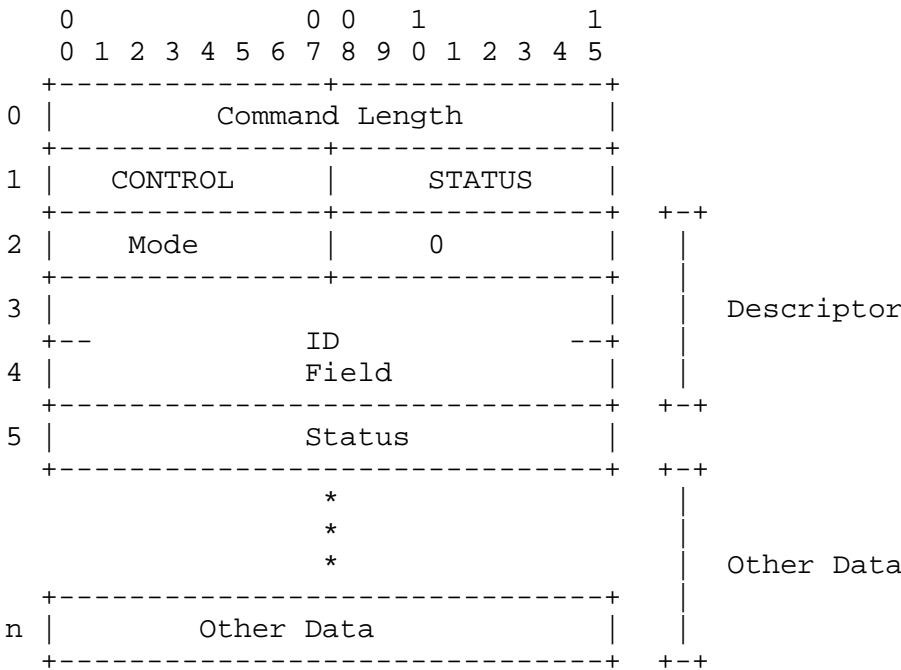 0 0 0 1 1
0 1 2 3 4 5 6 7 8 9 0 1 2 3 4 5
+---------------+---------------+
0 | Command Length |
+---------------+---------------+
1 | CONTROL | STATUS |
+---------------+---------------+ +-+
2 | Mode | 0 | |
+---------------+---------------+ |
3 | | | Descriptor
+-- ID --+ |
4 | Field | |
+-------------------------------+ +-+
5 | Status |
+-------------------------------+ +-+
* |
* |
* | Other Data
+-------------------------------+ |
n | Other Data | |
+-------------------------------+ +-+